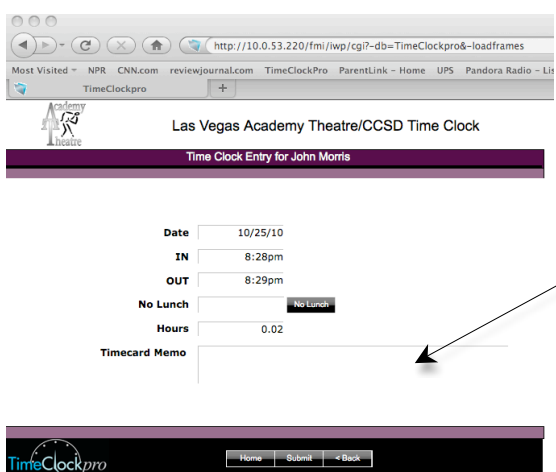 http://10.0.53.220/fmi/iwp/cgi?-db=TimeClockpro&-loadframes
Most Visited NPR CNN.com reviewjournal.com TimeClockPro ParentLink - Home UPS Pandora Radio - Lis
TimeClockpro +
Academy Theatre
Las Vegas Academy Theatre/CCSD Time Clock
Time Clock Entry for John Morris
Date 10/25/10
IN 8:28pm
OUT 8:29pm
No Lunch No Lunch
Hours 0.02
Timecard Memo
TimeClockpro Home Submit < Back